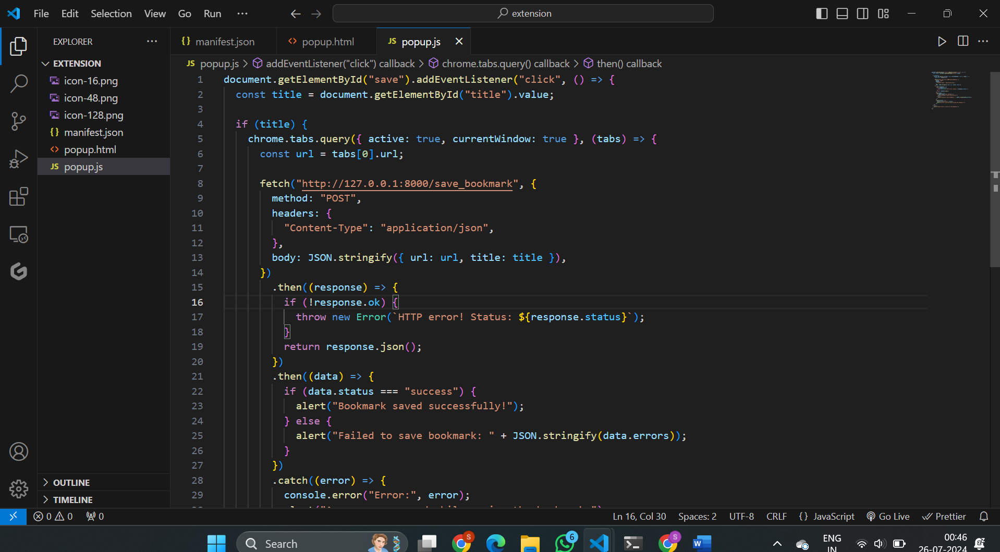 File Edit Selection View Go Run ··· extension
EXPLORER ···
EXTENSION
icon-16.png
icon-48.png
icon-128.png
{} manifest.json
<> popup.html
JS popup.js
OUTLINE
TIMELINE
{} manifest.json <> popup.html JS popup.js
JS popup.js > addEventListener("click") callback > chrome.tabs.query() callback > then() callback
1 document.getElementById("save").addEventListener("click", () => {
2 const title = document.getElementById("title").value;
3
4 if (title) {
5 chrome.tabs.query({ active: true, currentWindow: true }, (tabs) => {
6 const url = tabs[0].url;
7
8 fetch("http://127.0.0.1:8000/save_bookmark", {
9 method: "POST",
10 headers: {
11 "Content-Type": "application/json",
12 },
13 body: JSON.stringify({ url: url, title: title }),
14 })
15 .then((response) => {
16 if (!response.ok) {
17 throw new Error(`HTTP error! Status: ${response.status}`);
18 }
19 return response.json();
20 })
21 .then((data) => {
22 if (data.status === "success") {
23 alert("Bookmark saved successfully!");
24 } else {
25 alert("Failed to save bookmark: " + JSON.stringify(data.errors));
26 }
27 })
28 .catch((error) => {
29 console.error("Error:", error);
0 0 0 Ln 16, Col 30 Spaces: 2 UTF-8 CRLF {} JavaScript Go Live Prettier
Search S 6 S W ENG IN 00:46 26-07-2024